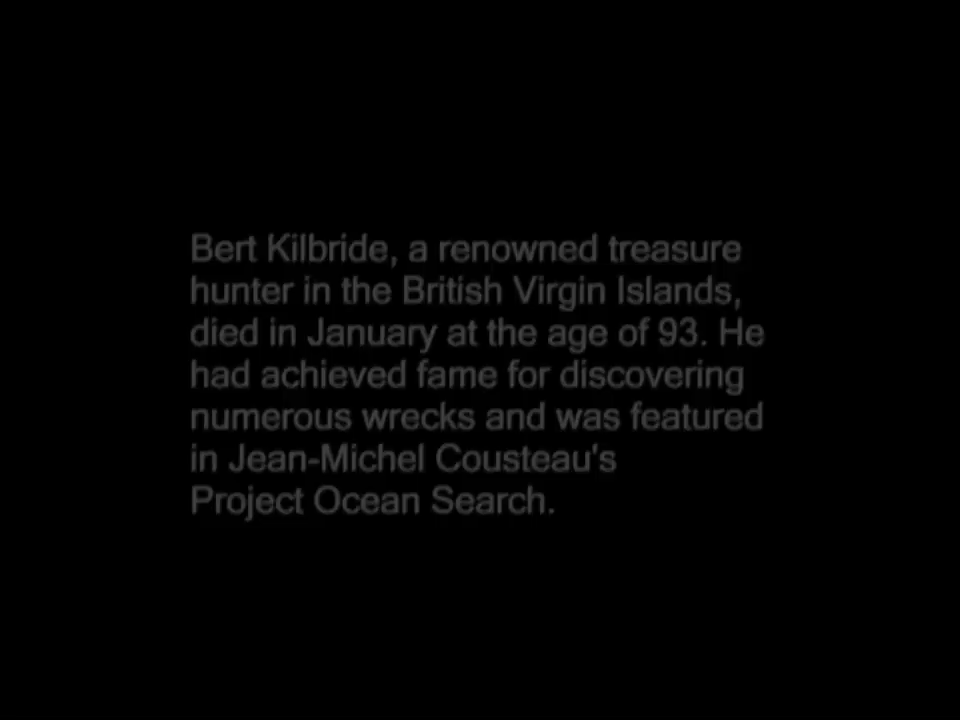 Bert Kilbride, a renowned treasure
hunter in the British Virgin Islands,
died in January at the age of 93. He
had achieved fame for discovering
numerous wrecks and was featured
in Jean-Michel Cousteau's
Project Ocean Search.